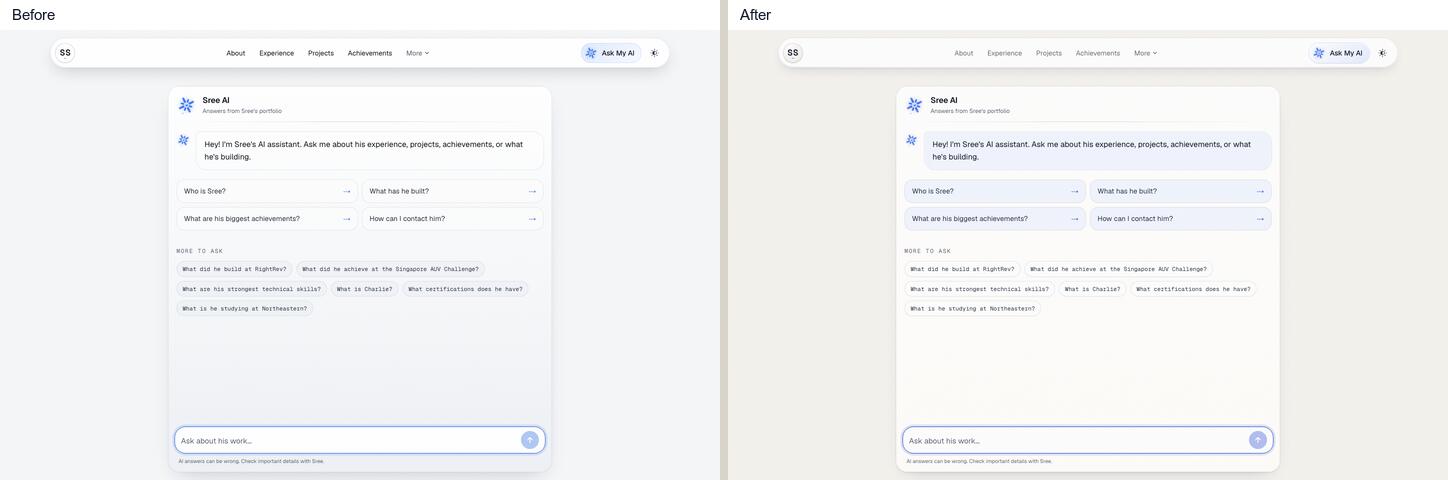 Before
SS
About Experience Projects Achievements More
Ask My AI
Sree AI
Answers from Sree's portfolio
Hey! I'm Sree's AI assistant. Ask me about his experience, projects, achievements, or what
he's building.
Who is Sree? →
What has he built? →
What are his biggest achievements? →
How can I contact him? →
MORE TO ASK
What did he build at RightRev?
What did he achieve at the Singapore AUV Challenge?
What are his strongest technical skills?
What is Charlie?
What certifications does he have?
What is he studying at Northeastern?
Ask about his work...
AI answers can be wrong. Check important details with Sree.
After
SS
About Experience Projects Achievements More
Ask My AI
Sree AI
Answers from Sree's portfolio
Hey! I'm Sree's AI assistant. Ask me about his experience, projects, achievements, or what
he's building.
Who is Sree? →
What has he built? →
What are his biggest achievements? →
How can I contact him? →
MORE TO ASK
What did he build at RightRev?
What did he achieve at the Singapore AUV Challenge?
What are his strongest technical skills?
What is Charlie?
What certifications does he have?
What is he studying at Northeastern?
Ask about his work...
AI answers can be wrong. Check important details with Sree.